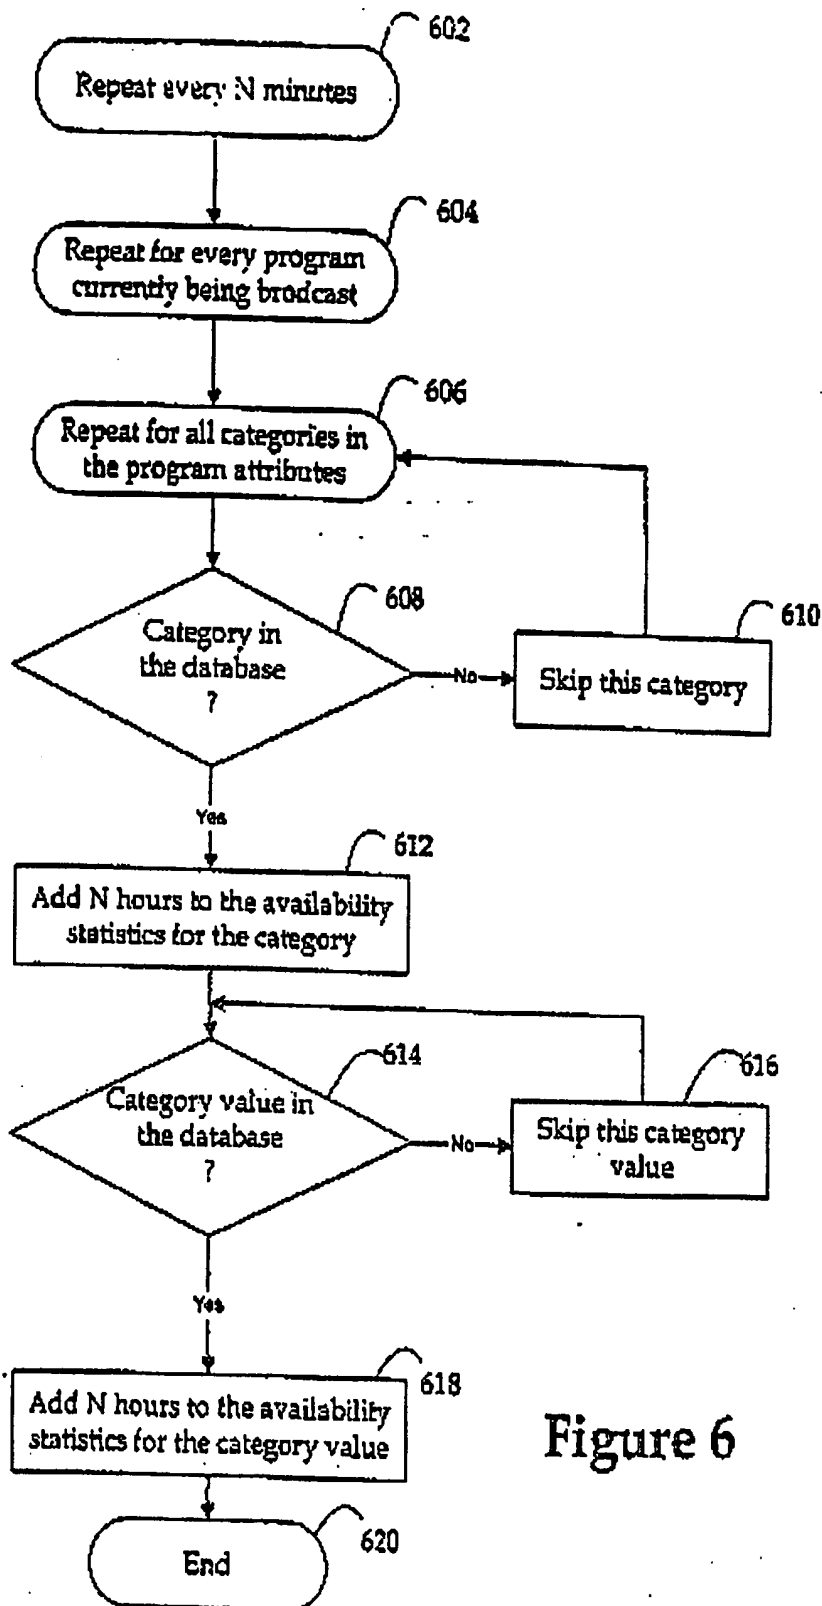 602
Repeat every N minutes
604
Repeat for every program
currently being brodcast
606
Repeat for all categories in
the program attributes
608
Category in
the database
?
No
610
Skip this category
Yes
612
Add N hours to the availability
statistics for the category
614
Category value in
the database
?
No
616
Skip this category
value
Yes
618
Add N hours to the availability
statistics for the category value
Figure 6
620
End